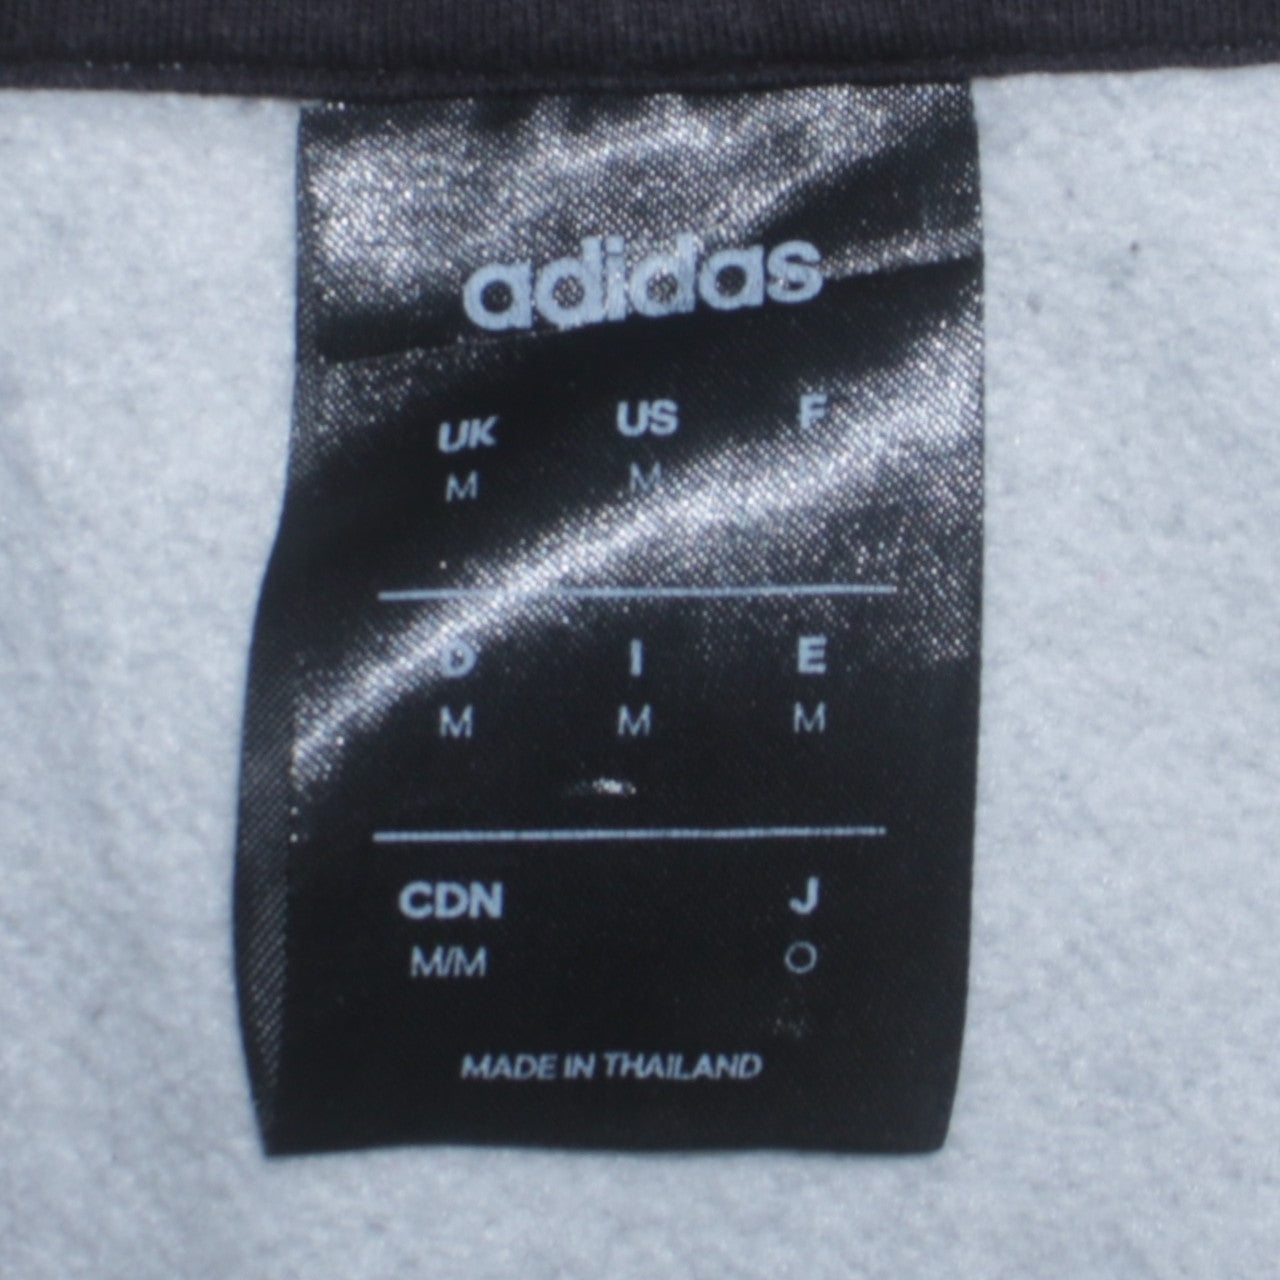 adidas
UK US F
M M
D I E
M M M
CDN J
M/M O
MADE IN THAILAND